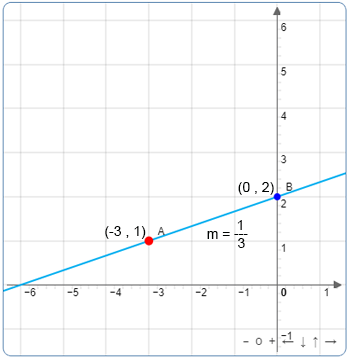 6
5
4
3
(0 , 2) B
2
(-3 , 1) A
m = 1/3
1
-6 -5 -4 -3 -2 -1 0 1
-1
- o + ← ↓ ↑ →